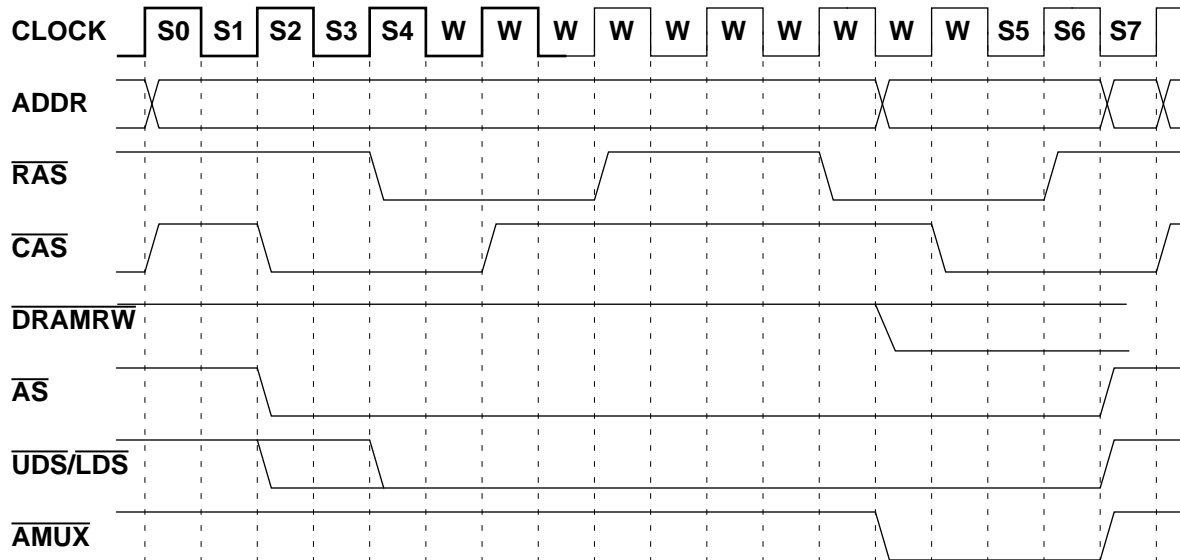 CLOCK S0 S1 S2 S3 S4 W W W W W W W W W W S5 S6 S7
ADDR
RAS
CAS
DRAMRW
AS
UDS/LDS
AMUX